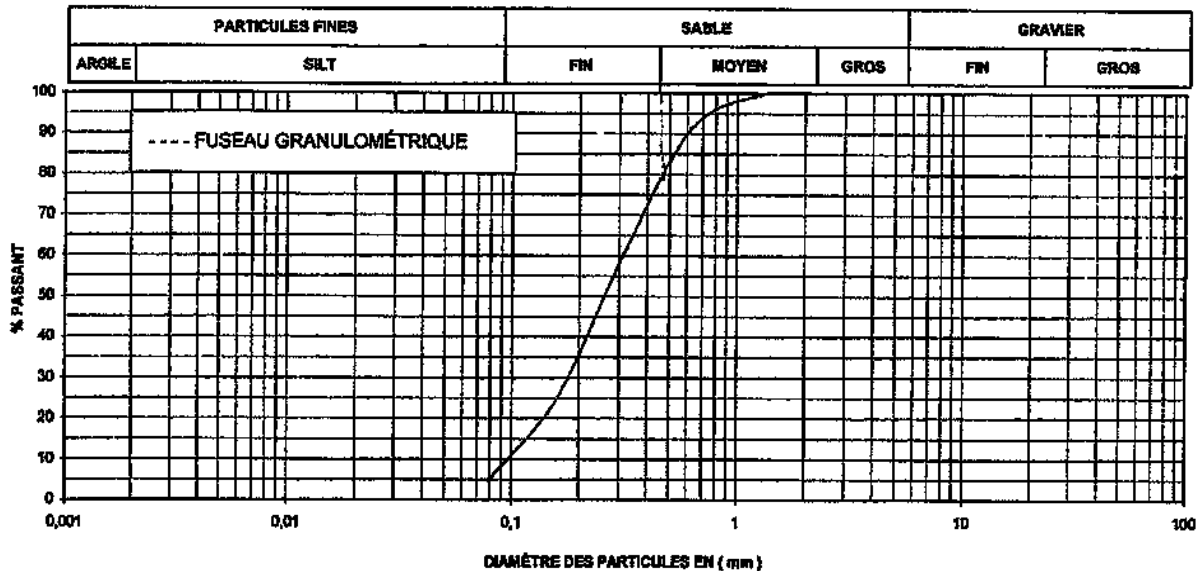 PARTICULES FINES SABLE GRAVIER
ARGILE SILT FIN MOYEN GROS FIN GROS
100
90
80
70
60
50
40
30
20
10
0
---- FUSEAU GRANULOMÉTRIQUE
% PASSANT
0,001 0,01 0,1 1 10 100
DIAMÈTRE DES PARTICULES EN ( mm )